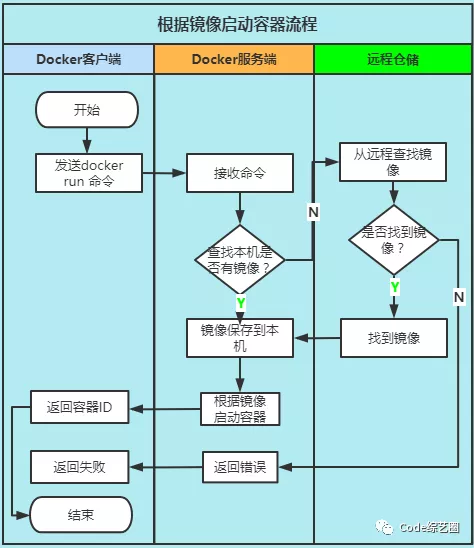 根据镜像启动容器流程
Docker客户端
Docker服务端
远程仓储
开始
发送docker
run 命令
接收命令
从远程查找镜
像
N
查找本机是
否有镜像？
是否找到镜
像？
Y
Y
N
镜像保存到本
机
找到镜像
返回容器ID
根据镜像
启动容器
返回失败
返回错误
结束
Code综艺圈